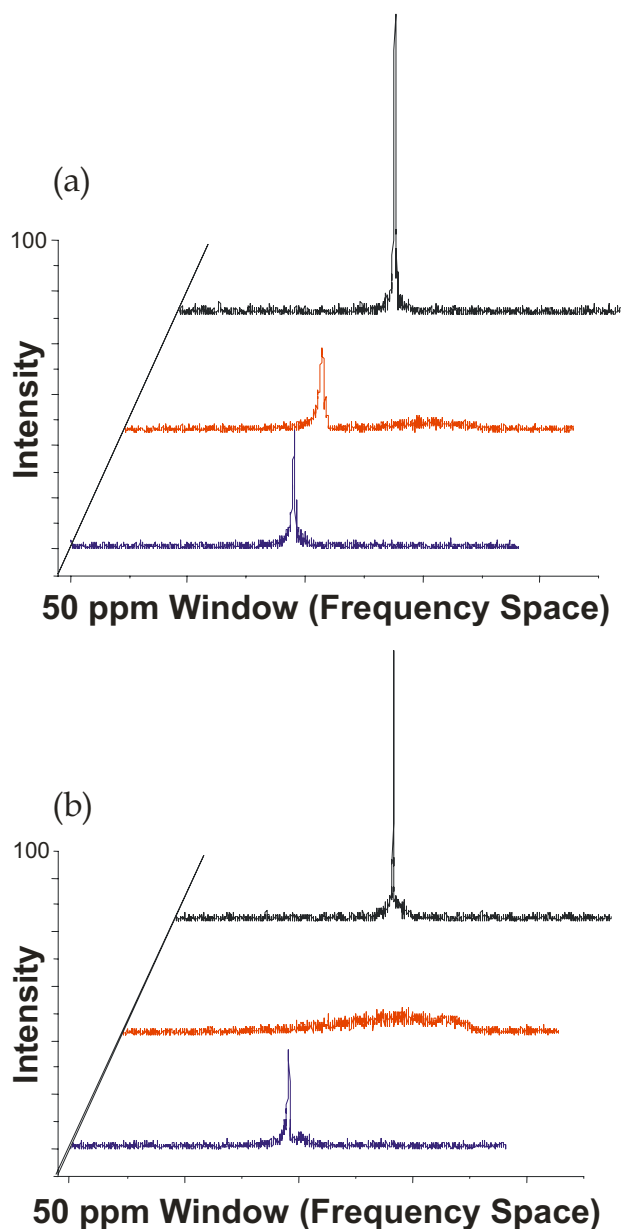 (a)
100
Intensity
50 ppm Window (Frequency Space)
(b)
100
Intensity
50 ppm Window (Frequency Space)